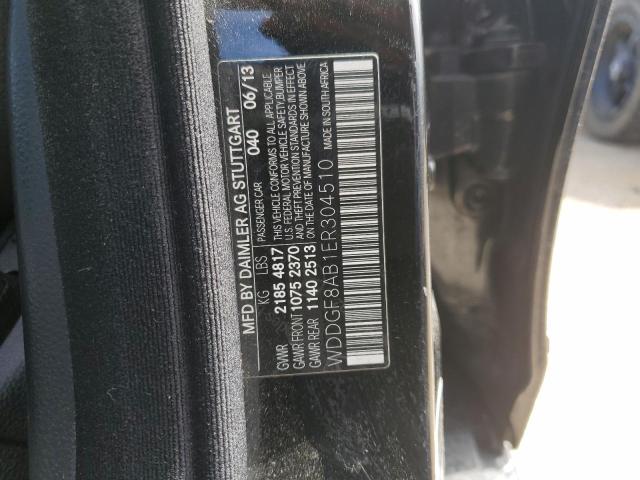 MFD BY DAIMLER AG STUTTGART
PASSENGER CAR 040 06/13
KG LBS
GVWR 2185 4817
GAWR FRONT 1075 2370
GAWR REAR 1140 2513
THIS VEHICLE CONFORMS TO ALL APPLICABLE
U.S. FEDERAL MOTOR VEHICLE SAFETY,BUMPER
AND THEFT PREVENTION STANDARDS IN EFFECT
ON THE DATE OF MANUFACTURE SHOWN ABOVE
WDDGF8AB1ER304510
MADE IN SOUTH AFRICA